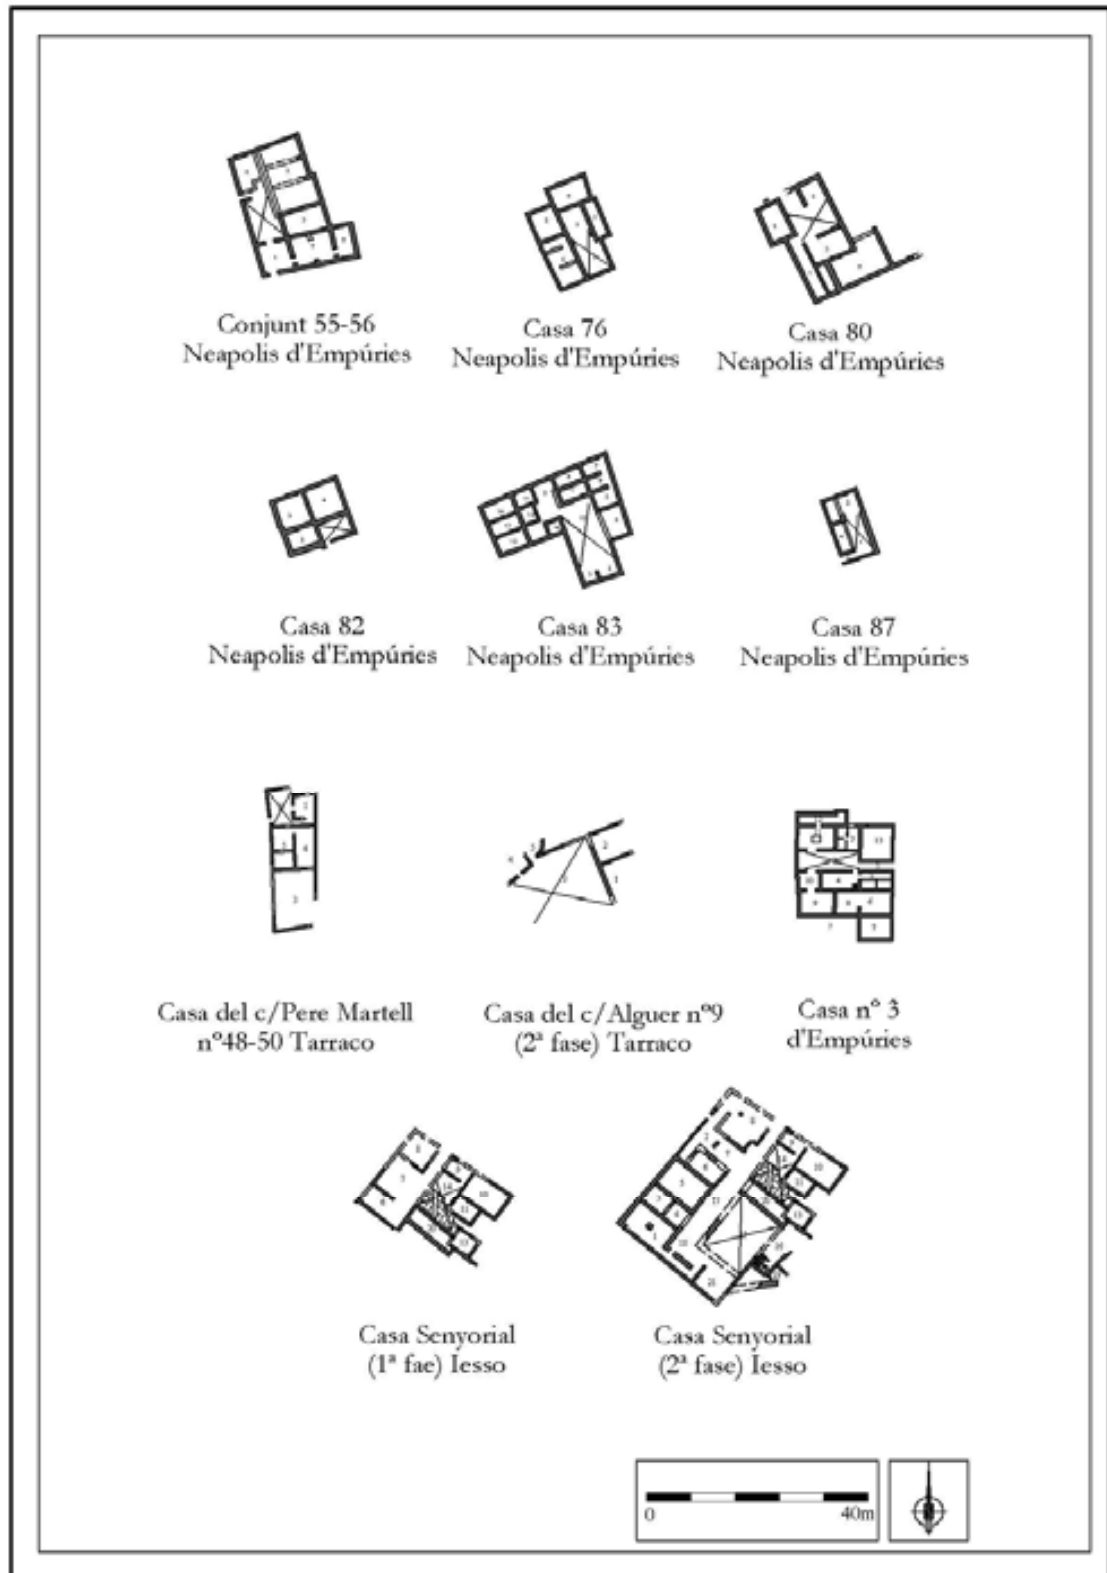 Conjunt 55-56
Neapolis d'Empúries
Casa 76
Neapolis d'Empúries
Casa 80
Neapolis d'Empúries
Casa 82
Neapolis d'Empúries
Casa 83
Neapolis d'Empúries
Casa 87
Neapolis d'Empúries
Casa del c/Pere Martell
nº48-50 Tarraco
Casa del c/Alguer nº9
(2ª fase) Tarraco
Casa nº 3
d'Empúries
Casa Senyorial
(1ª fae) Iesso
Casa Senyorial
(2ª fase) Iesso
0 40m